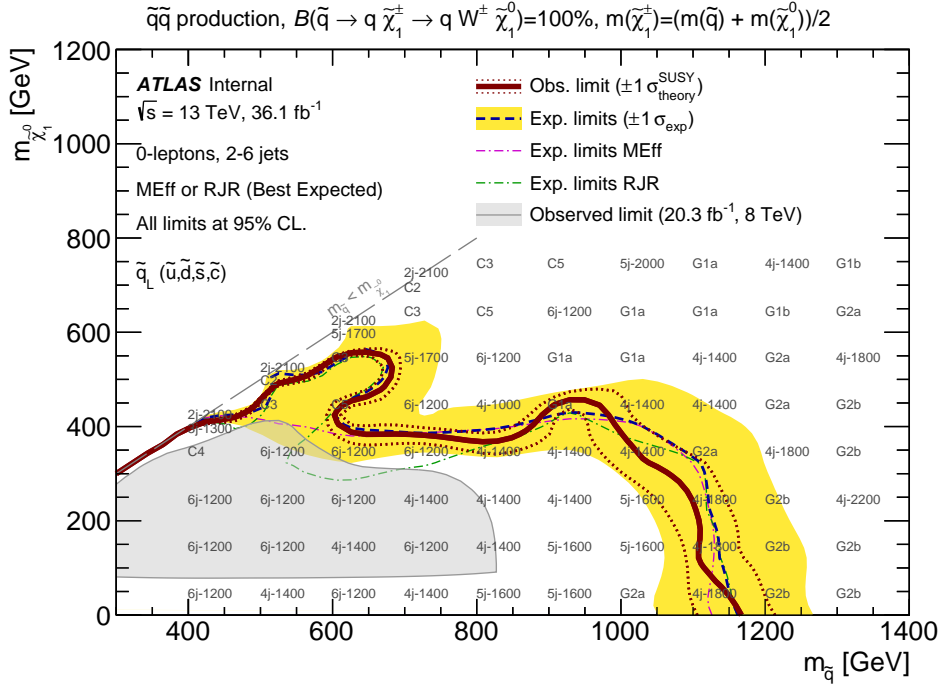 q̃q̃ production, B(q̃ → q χ̃₁± → q W± χ̃₁⁰)=100%, m(χ̃₁±)=(m(q̃) + m(χ̃₁⁰))/2
m_χ̃₁⁰ [GeV]
1200
1000
800
600
400
200
0
ATLAS Internal
√s = 13 TeV, 36.1 fb⁻¹
0-leptons, 2-6 jets
MEff or RJR (Best Expected)
All limits at 95% CL.
q̃_L (ũ,d̃,s̃,c̃)
Obs. limit (±1 σ_theory^SUSY)
Exp. limits (±1 σ_exp)
Exp. limits MEff
Exp. limits RJR
Observed limit (20.3 fb⁻¹, 8 TeV)
m_q̃ < m_χ̃₁⁰
C3 C5 5j-2000 G1a 4j-1400 G1b
2j-2100
C2
C3 C5 6j-1200 G1a G1a G1b G2a
2j-2100
5j-1700
5j-1700 6j-1200 G1a G1a 4j-1400 G2a 4j-1800
2j-2100
C2
C3 6j-1200 4j-1000 G1a 4j-1400 4j-1400 G2a G2b
2j-2100
5j-1300
C4 6j-1200 6j-1200 6j-1200 4j-1400 4j-1400 4j-1400 G2a 4j-1800 G2b
6j-1200 6j-1200 6j-1200 4j-1400 4j-1400 4j-1400 5j-1600 4j-1800 G2b 4j-2200
6j-1200 6j-1200 4j-1400 6j-1200 4j-1400 5j-1600 5j-1600 4j-1800 G2b G2b
6j-1200 4j-1400 6j-1200 4j-1400 5j-1600 5j-1600 G2a 4j-1800 G2b G2b
400 600 800 1000 1200 1400
m_q̃ [GeV]